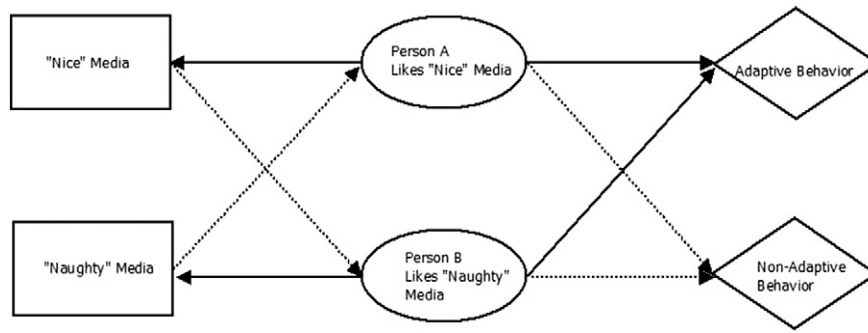 "Nice" Media
Person A
Likes "Nice" Media
Adaptive Behavior
"Naughty" Media
Person B
Likes "Naughty"
Media
Non-Adaptive
Behavior